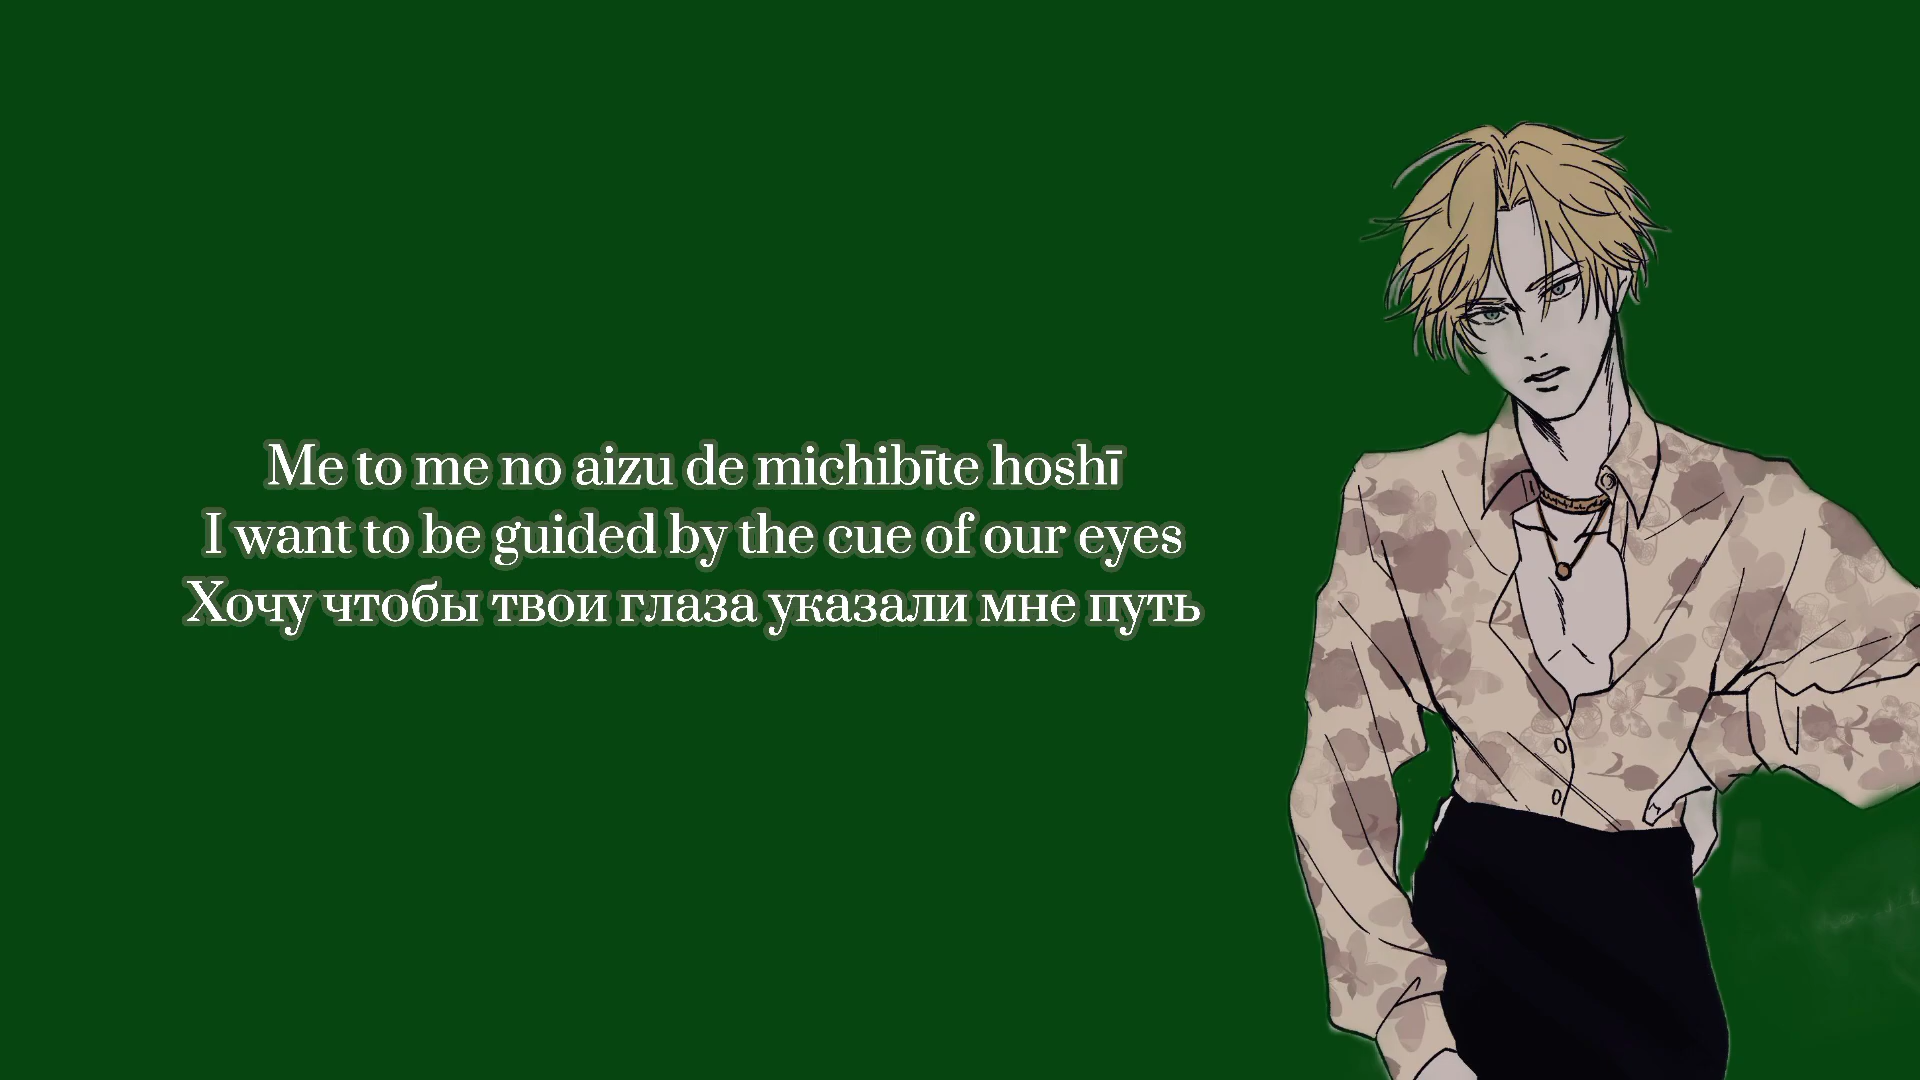 Me to me no aizu de michibīte hoshī
I want to be guided by the cue of our eyes
Хочу чтобы твои глаза указали мне путь